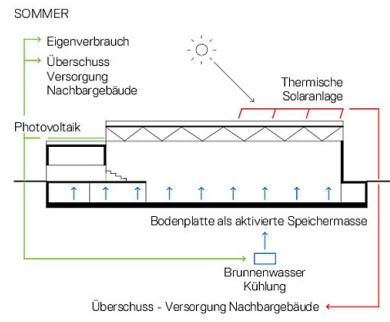 SOMMER
Eigenverbrauch
Überschuss
Versorgung
Nachbargebäude
Thermische
Solaranlage
Photovoltaik
Bodenplatte als aktivierte Speichermasse
Brunnenwasser
Kühlung
Überschuss - Versorgung Nachbargebäude